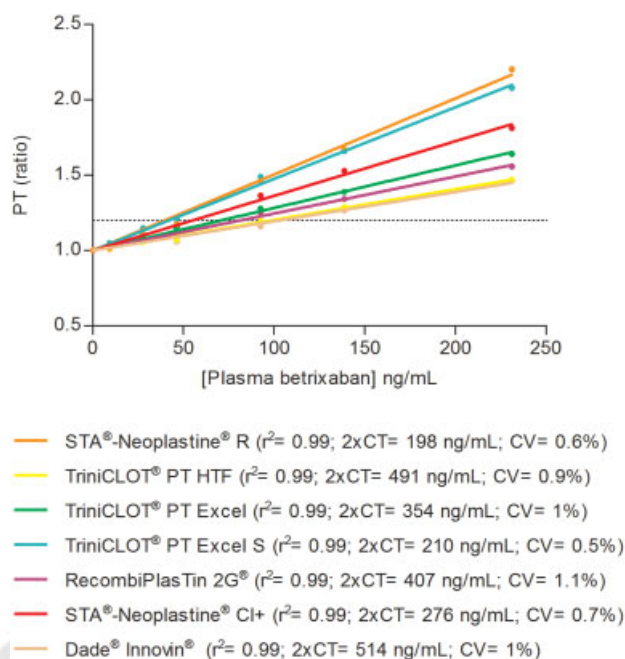 2.5
2.0
1.5
1.0
0.5
PT (ratio)
0 50 100 150 200 250
[Plasma betrixaban] ng/mL
STA®-Neoplastine® R (r²= 0.99; 2xCT= 198 ng/mL; CV= 0.6%)
TriniCLOT® PT HTF (r²= 0.99; 2xCT= 491 ng/mL; CV= 0.9%)
TriniCLOT® PT Excel (r²= 0.99; 2xCT= 354 ng/mL; CV= 1%)
TriniCLOT® PT Excel S (r²= 0.99; 2xCT= 210 ng/mL; CV= 0.5%)
RecombiPlasTin 2G® (r²= 0.99; 2xCT= 407 ng/mL; CV= 1.1%)
STA®-Neoplastine® CI+ (r²= 0.99; 2xCT= 276 ng/mL; CV= 0.7%)
Dade® Innovin® (r²= 0.99; 2xCT= 514 ng/mL; CV= 1%)